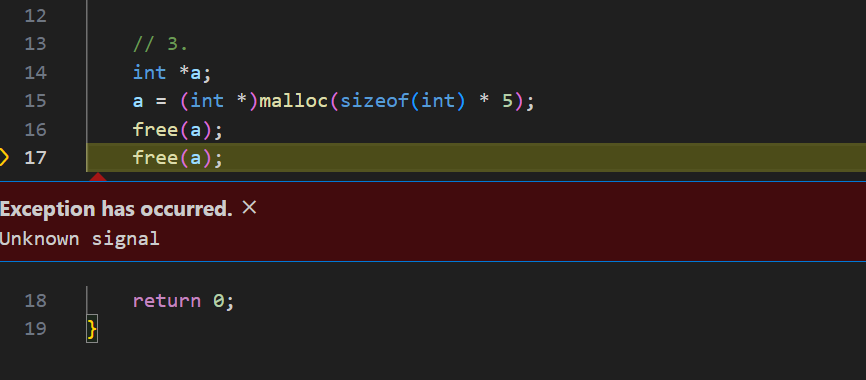 12
13 // 3.
14 int *a;
15 a = (int *)malloc(sizeof(int) * 5);
16 free(a);
17 free(a);
Exception has occurred. ×
Unknown signal
18 return 0;
19 }